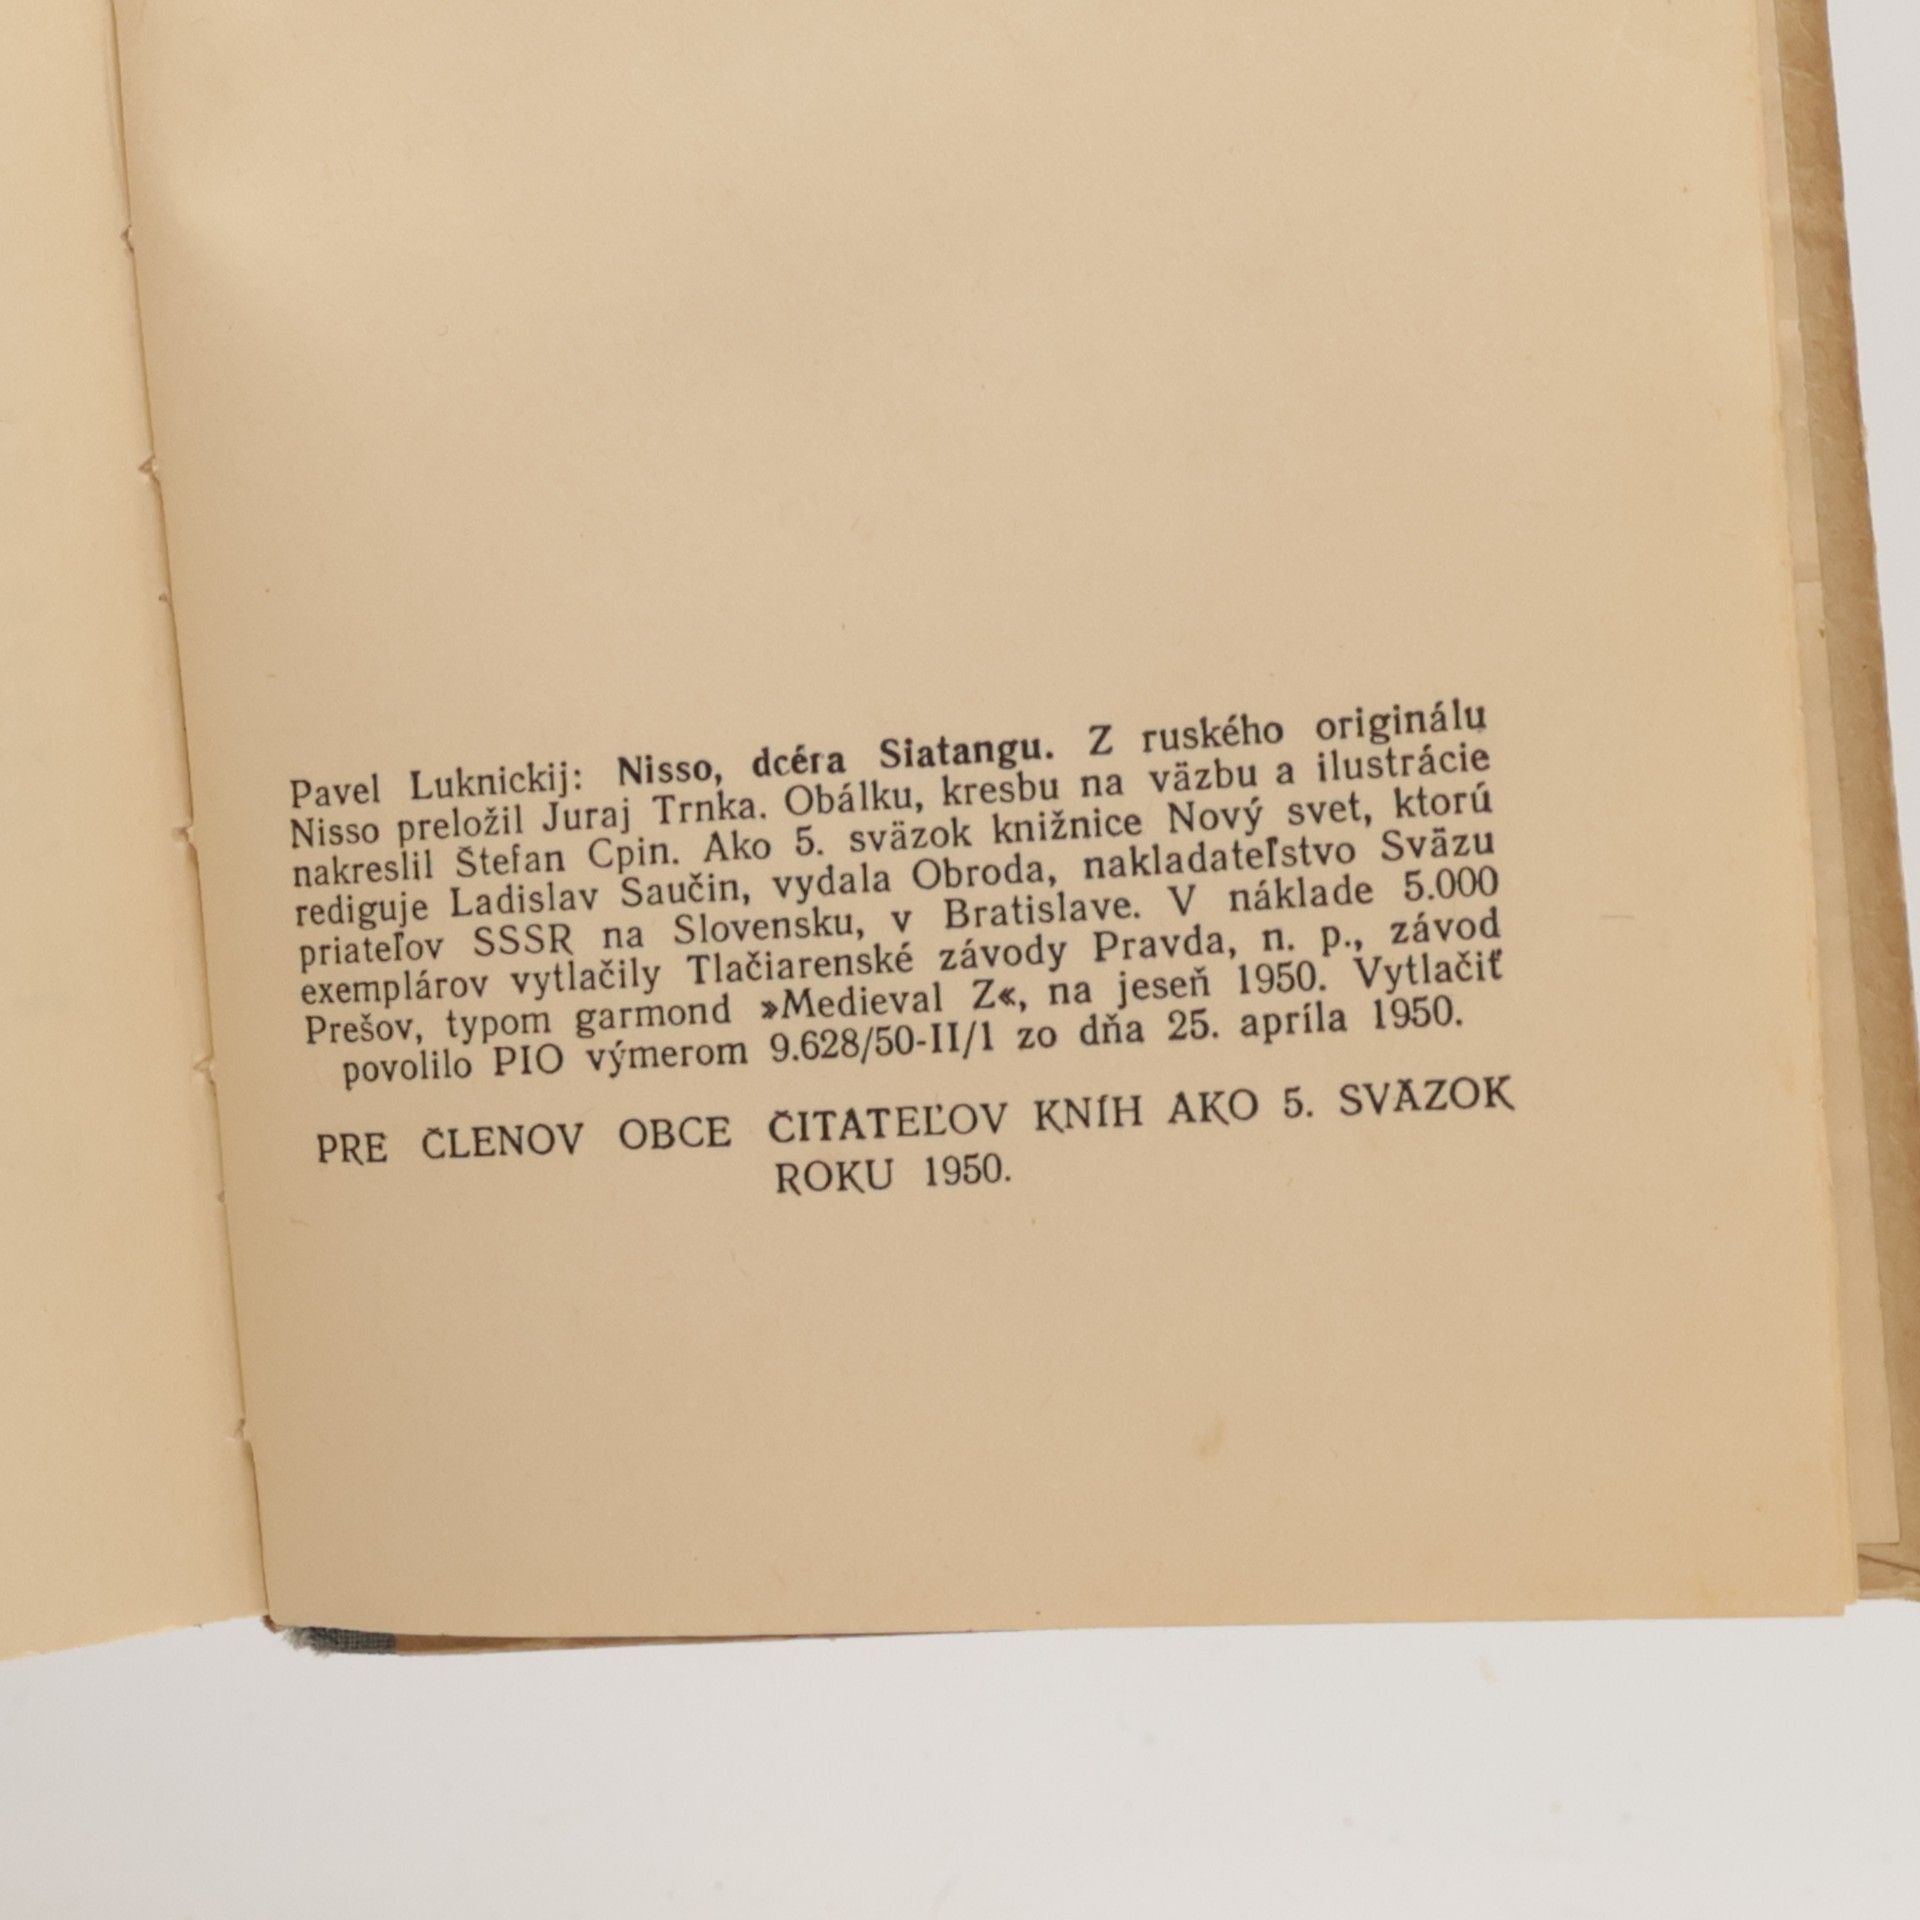 Pavel Luknickij: Nisso, dcéra Siatangu. Z ruského originálu
Nisso preložil Juraj Trnka. Obálku, kresbu na väzbu a ilustrácie
nakreslil Štefan Cpin. Ako 5. sväzok knižnice Nový svet, ktorú
rediguje Ladislav Saučin, vydala Obroda, nakladateľstvo Sväzu
priateľov SSSR na Slovensku, v Bratislave. V náklade 5.000
exemplárov vytlačily Tlačiarenské závody Pravda, n. p., závod
Prešov, typom garmond »Medieval Z«, na jeseň 1950. Vytlačiť
povolilo PIO výmerom 9.628/50-II/1 zo dňa 25. apríla 1950.
PRE ČLENOV OBCE ČITATEĽOV KNÍH AKO 5. SVÄZOK
ROKU 1950.